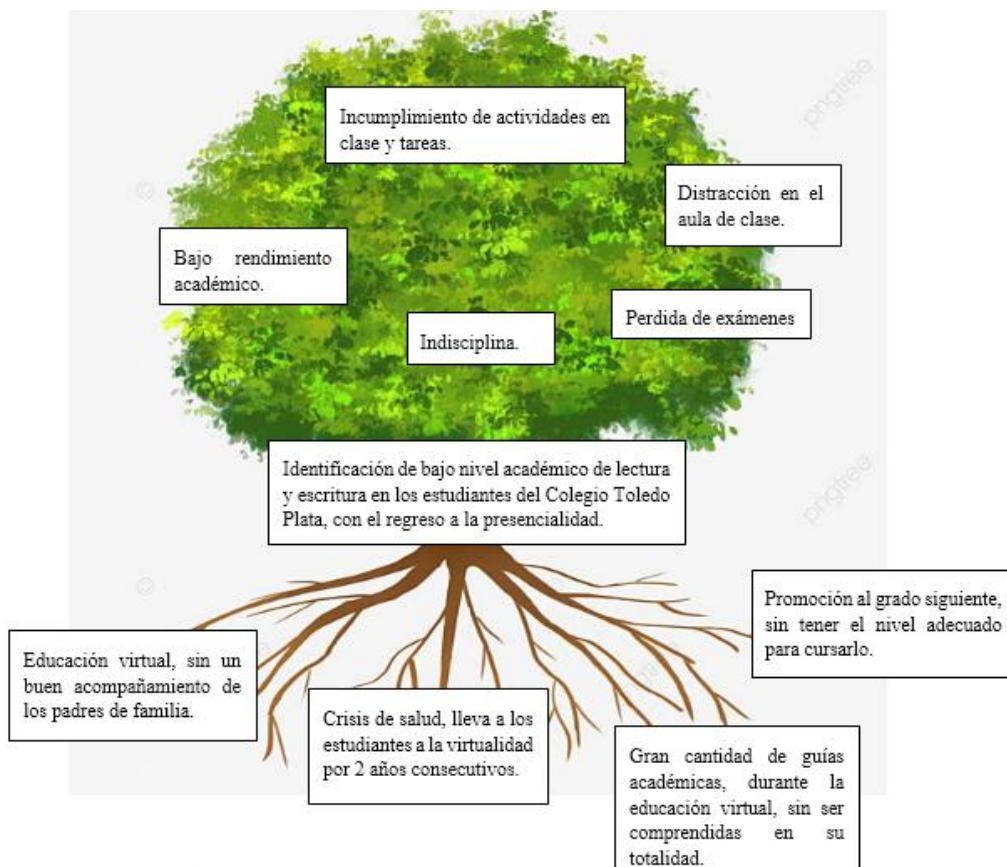 Incumplimiento de actividades en
clase y tareas.
Distracción en el
aula de clase.
Bajo rendimiento
académico.
Perdida de exámenes
Indisciplina.
Identificación de bajo nivel académico de lectura
y escritura en los estudiantes del Colegio Toledo
Plata, con el regreso a la presencialidad.
Promoción al grado siguiente,
sin tener el nivel adecuado
para cursarlo.
Educación virtual, sin un
buen acompañamiento de
los padres de familia.
Crisis de salud, lleva a los
estudiantes a la virtualidad
por 2 años consecutivos.
Gran cantidad de guías
académicas, durante la
educación virtual, sin ser
comprendidas en su
totalidad.
pngtree
pngtree